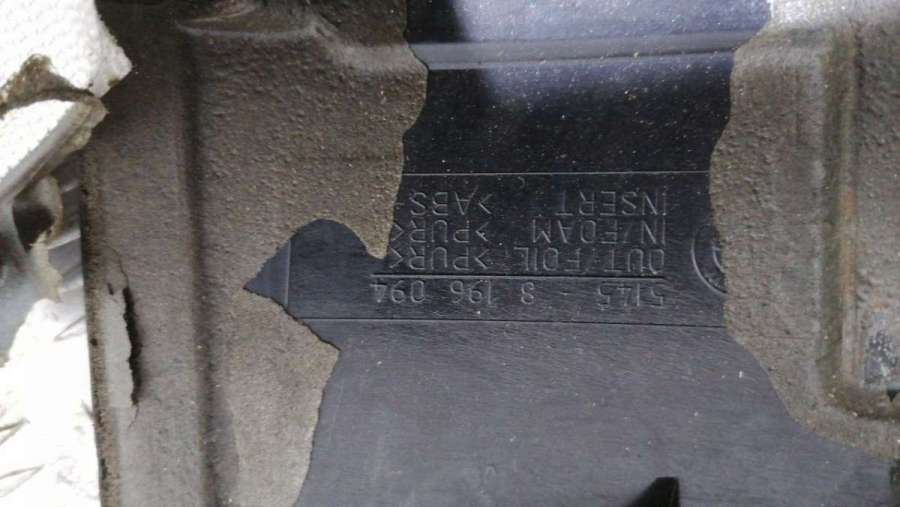 5145 - 8 196 094
OUT/FOIL >PUR<
IN/FOAM >PUR<
INSERT >ABS